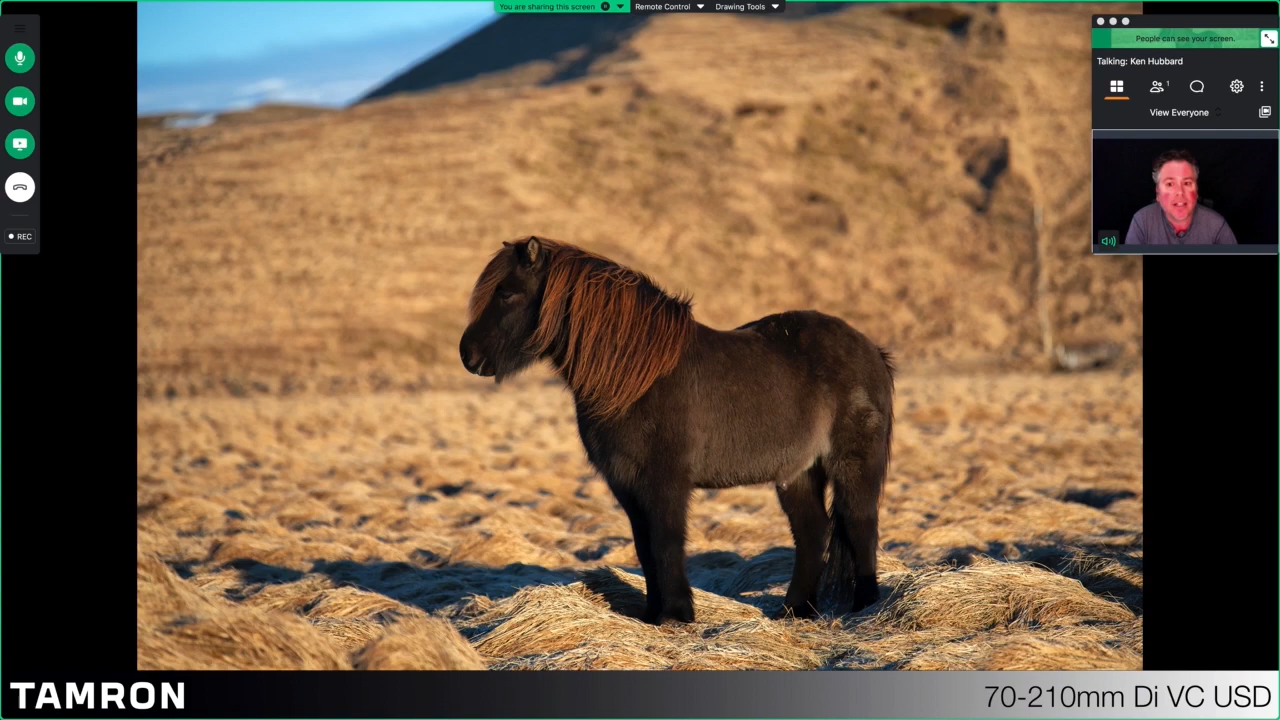 You are sharing this screen
Remote Control
Drawing Tools
People can see your screen.
Talking: Ken Hubbard
1
View Everyone
REC
TAMRON
70-210mm Di VC USD